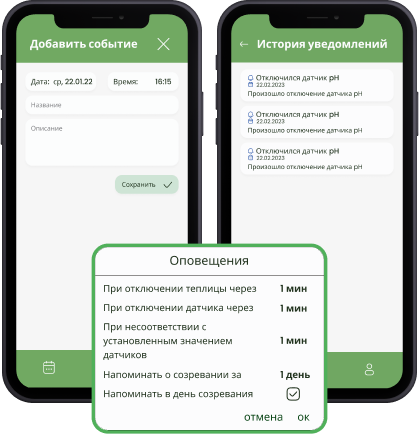 Добавить событие
Дата: ср, 22.01.22
Время: 16:15
Название
Описание
Сохранить
История уведомлений
Отключился датчик pH
22.02.2023
Произошло отключение датчика pH
Отключился датчик pH
22.02.2023
Произошло отключение датчика pH
Отключился датчик pH
22.02.2023
Произошло отключение датчика pH
Оповещения
При отключении теплицы через 1 мин
При отключении датчика через 1 мин
При несоответствии с
установленным значением 1 мин
датчиков
Напоминать о созревании за 1 день
Напоминать в день созревания
отмена ок